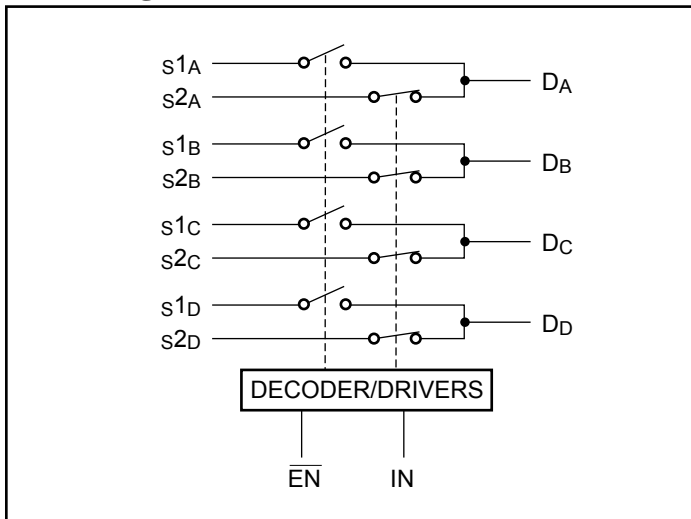 S1A
S2A
DA
S1B
S2B
DB
S1C
S2C
DC
S1D
S2D
DD
DECODER/DRIVERS
EN
IN